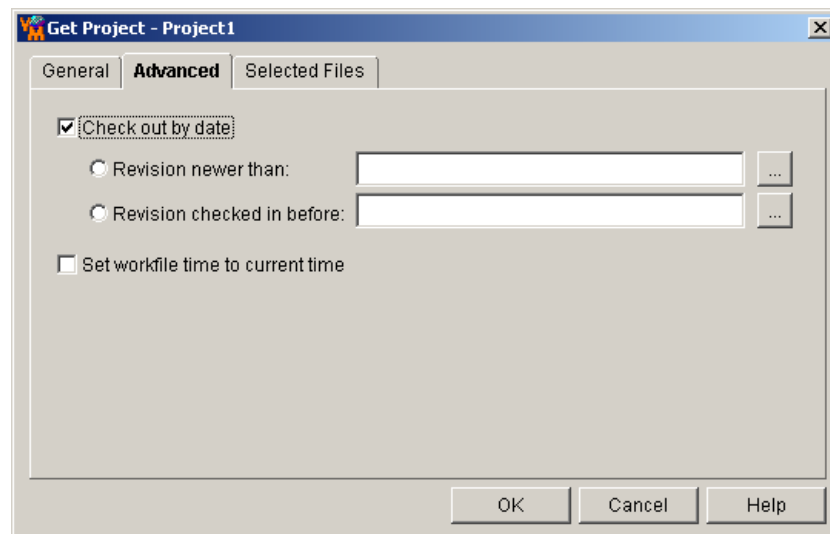 Get Project - Project1
General Advanced Selected Files
Check out by date
Revision newer than: ...
Revision checked in before: ...
Set workfile time to current time
OK Cancel Help